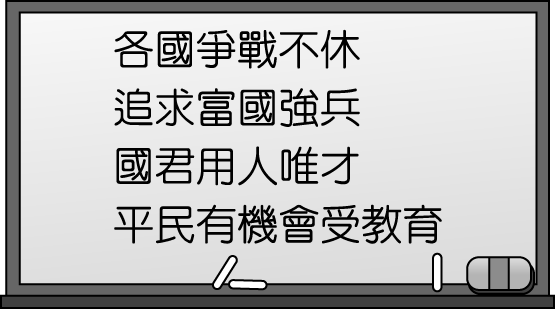 各國爭戰不休
追求富國強兵
國君用人唯才
平民有機會受教育